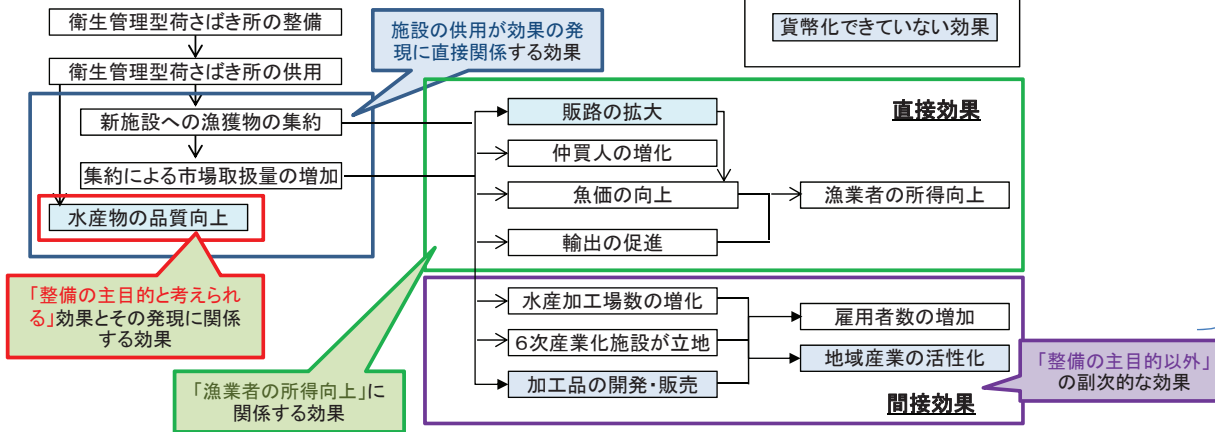 衛生管理型荷さばき所の整備
衛生管理型荷さばき所の供用
新施設への漁獲物の集約
集約による市場取扱量の増加
水産物の品質向上
施設の供用が効果の発
現に直接関係する効果
貨幣化できていない効果
直接効果
販路の拡大
仲買人の増化
魚価の向上
輸出の促進
漁業者の所得向上
「整備の主目的と考えられ
る」効果とその発現に関係
する効果
「漁業者の所得向上」に
関係する効果
水産加工場数の増化
6次産業化施設が立地
加工品の開発・販売
雇用者数の増加
地域産業の活性化
間接効果
「整備の主目的以外」
の副次的な効果